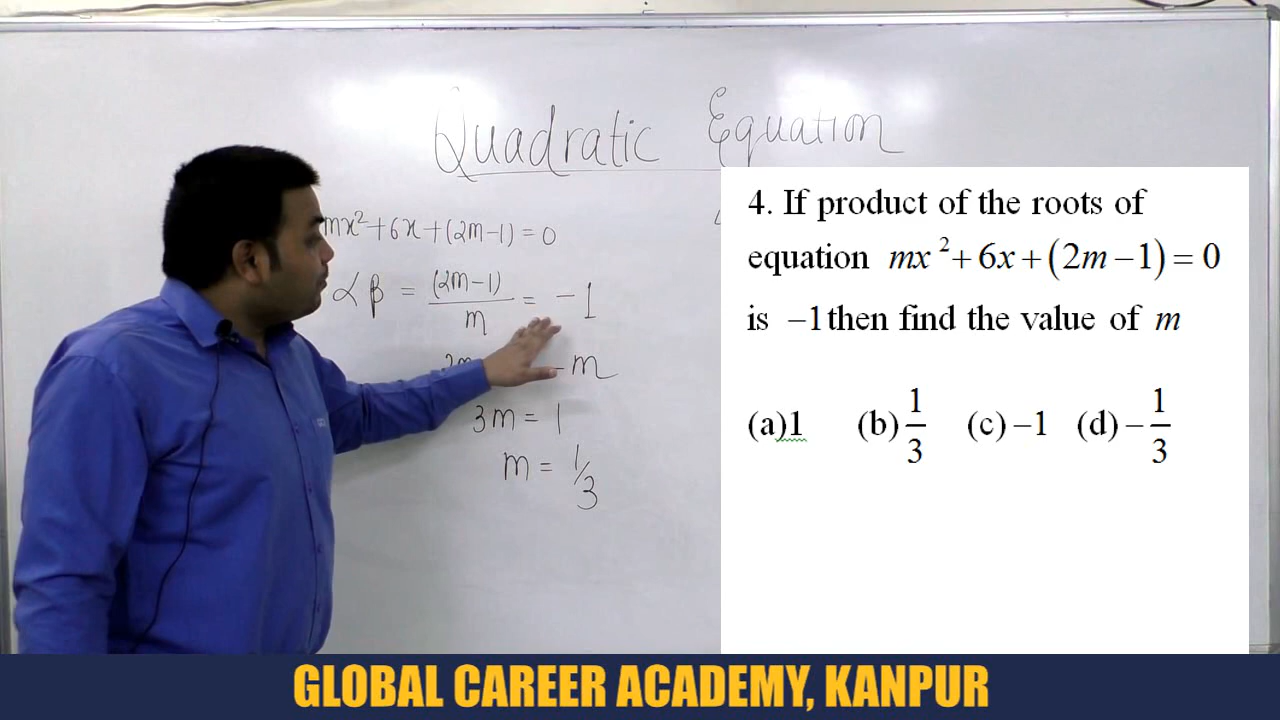 Quadratic Equation
mx²+6x+(2m-1)=0
αβ = (2m-1)/m = -1
-m
3m = 1
m = 1/3
4. If product of the roots of
equation mx²+6x+(2m−1)=0
is −1then find the value of m
(a)1 (b) 1/3 (c) −1 (d) − 1/3
GLOBAL CAREER ACADEMY, KANPUR